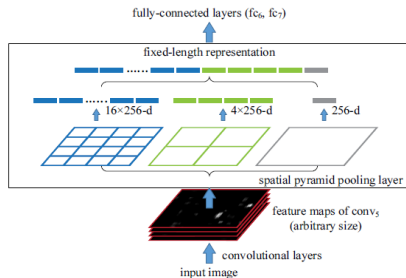 fully-connected layers (fc₆, fc₇)
fixed-length representation
......
......
16×256-d
4×256-d
256-d
spatial pyramid pooling layer
feature maps of conv₅
(arbitrary size)
convolutional layers
input image